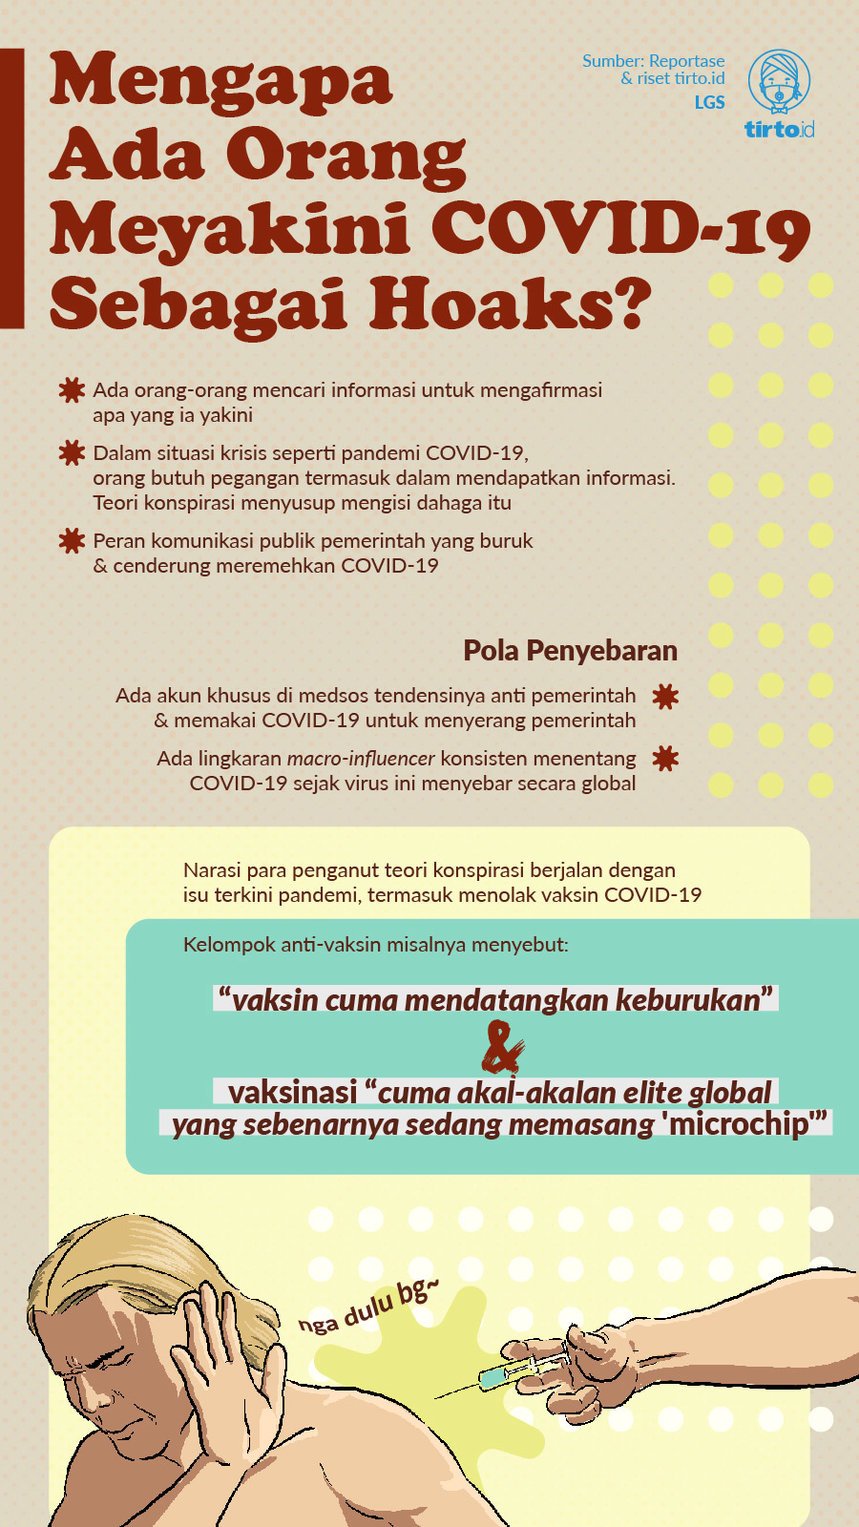 Mengapa
Ada Orang
Meyakini COVID-19
Sebagai Hoaks?
Sumber: Reportase
& riset tirto.id
LGS
tirto.id
Ada orang-orang mencari informasi untuk mengafirmasi
apa yang ia yakini
Dalam situasi krisis seperti pandemi COVID-19,
orang butuh pegangan termasuk dalam mendapatkan informasi.
Teori konspirasi menyusup mengisi dahaga itu
Peran komunikasi publik pemerintah yang buruk
& cenderung meremehkan COVID-19
Pola Penyebaran
Ada akun khusus di medsos tendensinya anti pemerintah
& memakai COVID-19 untuk menyerang pemerintah
Ada lingkaran macro-influencer konsisten menentang
COVID-19 sejak virus ini menyebar secara global
Narasi para penganut teori konspirasi berjalan dengan
isu terkini pandemi, termasuk menolak vaksin COVID-19
Kelompok anti-vaksin misalnya menyebut:
“vaksin cuma mendatangkan keburukan”
&
vaksinasi “cuma akal-akalan elite global
yang sebenarnya sedang memasang 'microchip'”
nga dulu bg~